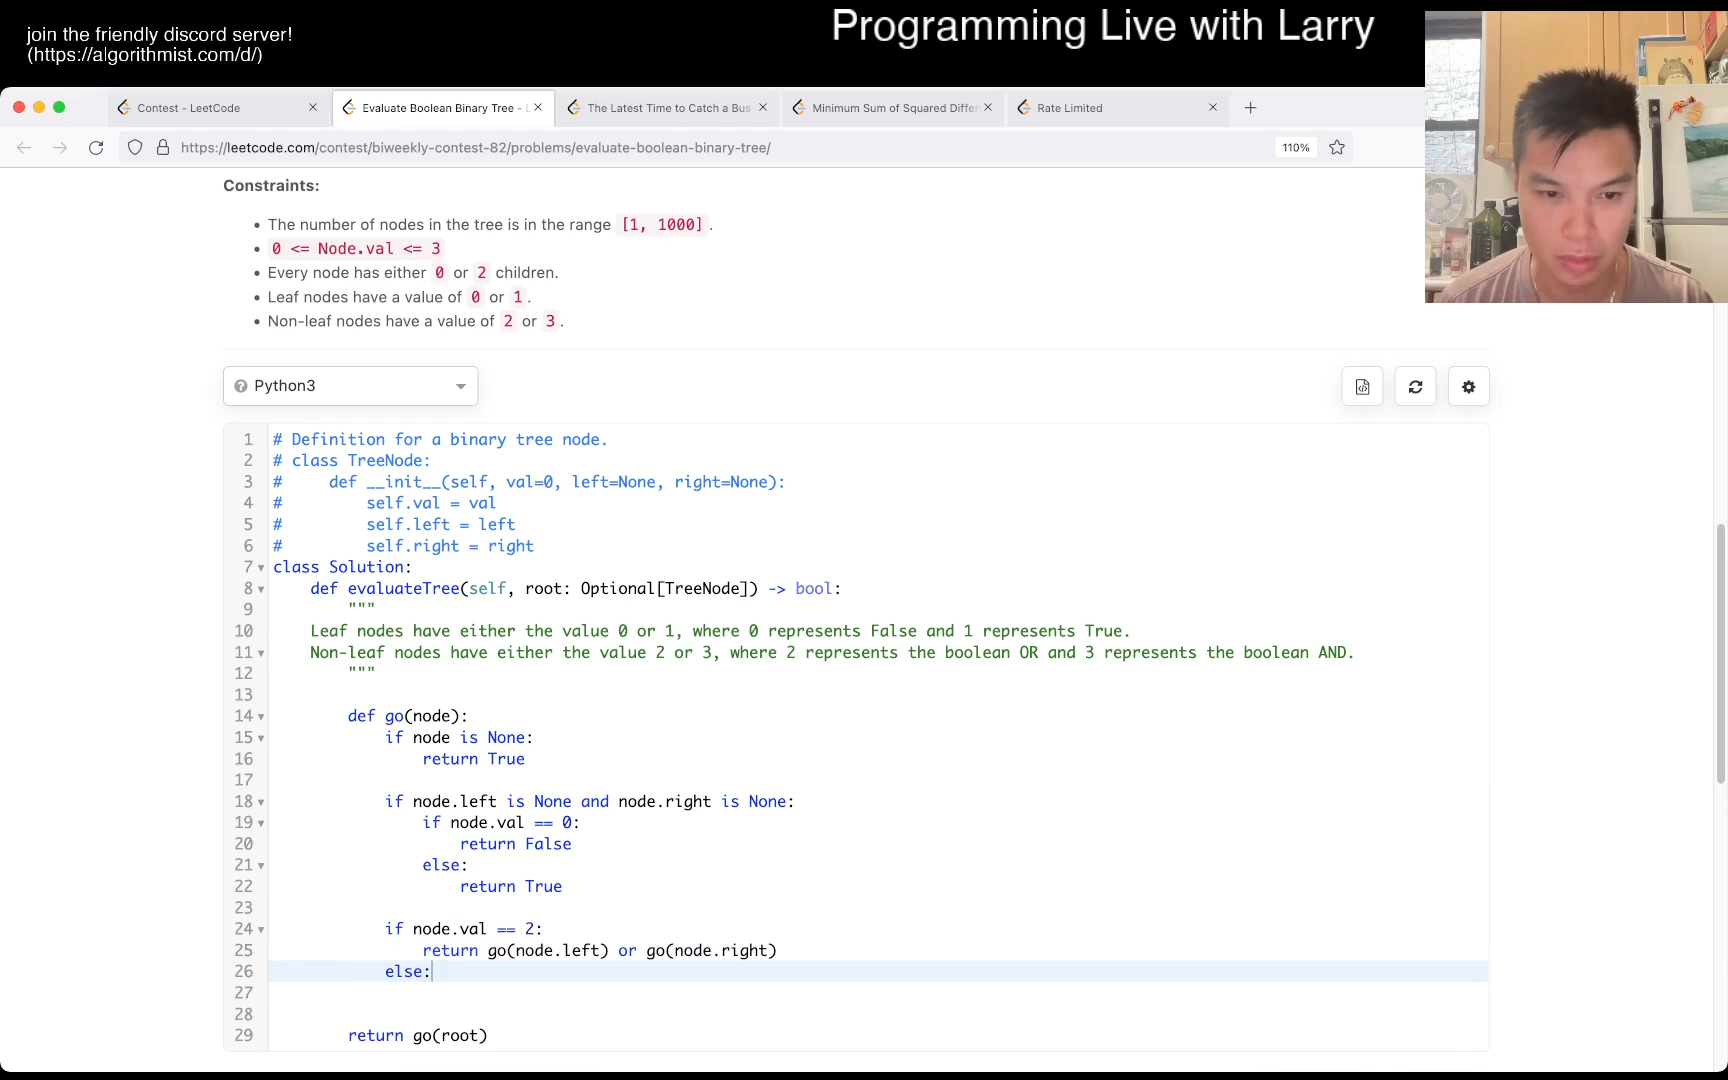 join the friendly discord server!
(https://algorithmist.com/d/)
Programming Live with Larry
Contest - LeetCode
Evaluate Boolean Binary Tree - L
The Latest Time to Catch a Bus
Minimum Sum of Squared Differ
Rate Limited
https://leetcode.com/contest/biweekly-contest-82/problems/evaluate-boolean-binary-tree/
110%
Constraints:
The number of nodes in the tree is in the range [1, 1000].
0 <= Node.val <= 3
Every node has either 0 or 2 children.
Leaf nodes have a value of 0 or 1.
Non-leaf nodes have a value of 2 or 3.
Python3
1 # Definition for a binary tree node.
2 # class TreeNode:
3 #     def __init__(self, val=0, left=None, right=None):
4 #         self.val = val
5 #         self.left = left
6 #         self.right = right
7 class Solution:
8     def evaluateTree(self, root: Optional[TreeNode]) -> bool:
9         """
10     Leaf nodes have either the value 0 or 1, where 0 represents False and 1 represents True.
11     Non-leaf nodes have either the value 2 or 3, where 2 represents the boolean OR and 3 represents the boolean AND.
12         """
13
14         def go(node):
15             if node is None:
16                 return True
17
18             if node.left is None and node.right is None:
19                 if node.val == 0:
20                     return False
21                 else:
22                     return True
23
24             if node.val == 2:
25                 return go(node.left) or go(node.right)
26             else:
27
28
29         return go(root)